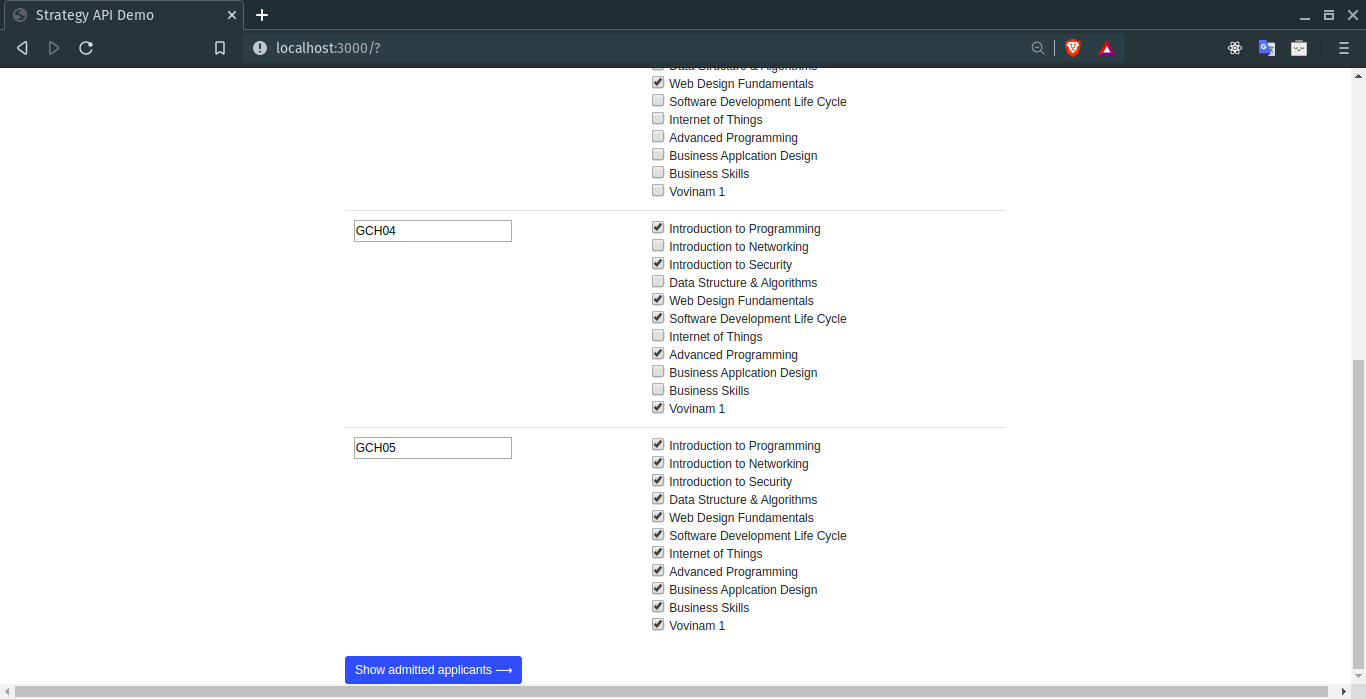 Strategy API Demo
localhost:3000/?
Data Structure & Algorithms
Web Design Fundamentals
Software Development Life Cycle
Internet of Things
Advanced Programming
Business Applcation Design
Business Skills
Vovinam 1
GCH04
Introduction to Programming
Introduction to Networking
Introduction to Security
Data Structure & Algorithms
Web Design Fundamentals
Software Development Life Cycle
Internet of Things
Advanced Programming
Business Applcation Design
Business Skills
Vovinam 1
GCH05
Introduction to Programming
Introduction to Networking
Introduction to Security
Data Structure & Algorithms
Web Design Fundamentals
Software Development Life Cycle
Internet of Things
Advanced Programming
Business Applcation Design
Business Skills
Vovinam 1
Show admitted applicants ⟶